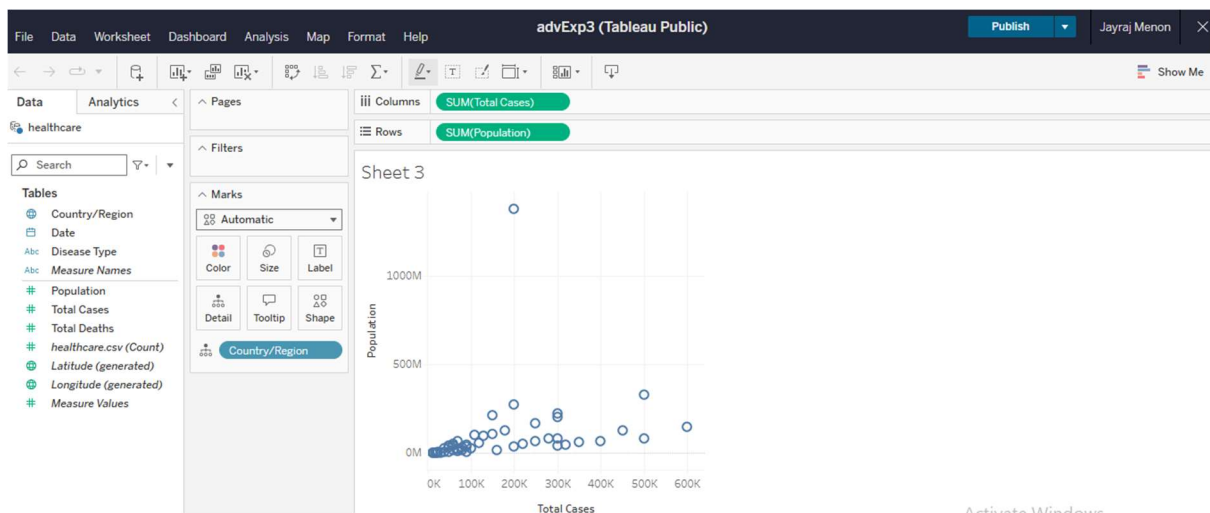 advExp3 (Tableau Public)
Publish
Jayraj Menon
File Data Worksheet Dashboard Analysis Map Format Help
Show Me
Data Analytics
healthcare
Search
Tables
Country/Region
Date
Abc Disease Type
Abc Measure Names
# Population
# Total Cases
# Total Deaths
# healthcare.csv (Count)
Latitude (generated)
Longitude (generated)
# Measure Values
Pages
Filters
Marks
Automatic
Color Size Label
Detail Tooltip Shape
Country/Region
Columns SUM(Total Cases)
Rows SUM(Population)
Sheet 3
1000M
500M
0M
Population
0K 100K 200K 300K 400K 500K 600K
Total Cases
Activate Windows